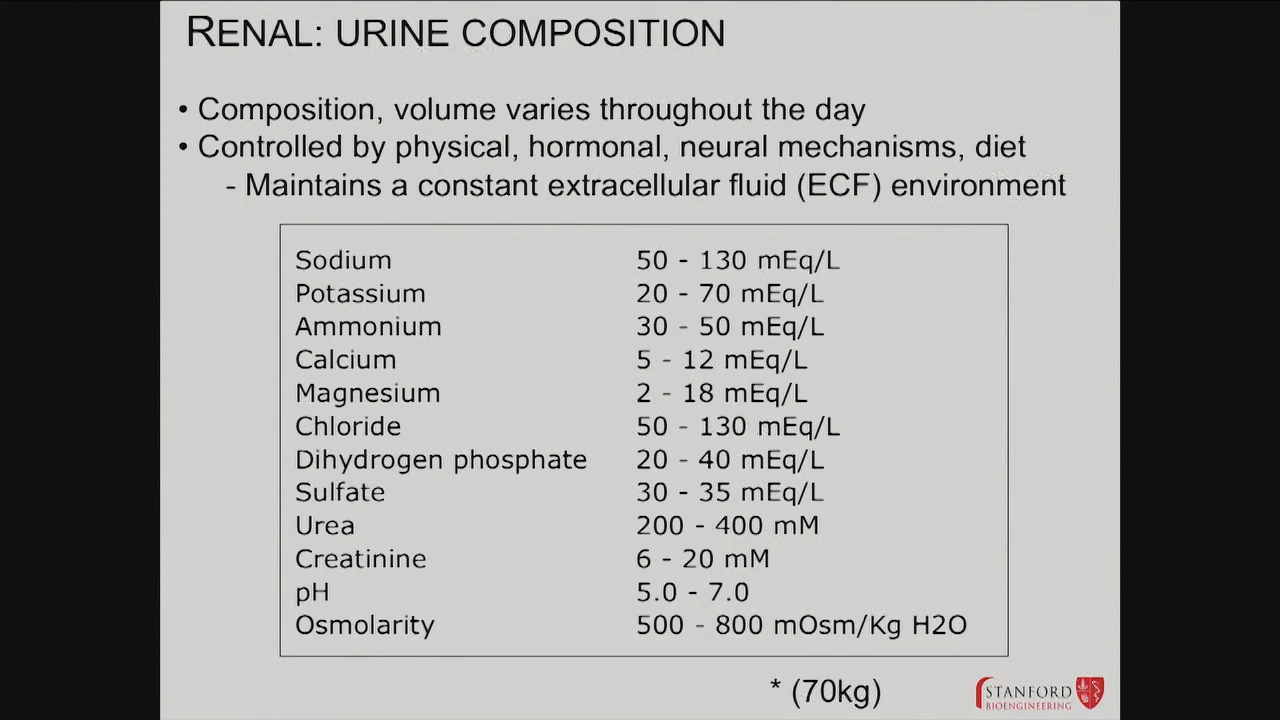 RENAL: URINE COMPOSITION
• Composition, volume varies throughout the day
• Controlled by physical, hormonal, neural mechanisms, diet
- Maintains a constant extracellular fluid (ECF) environment
Sodium 50 - 130 mEq/L
Potassium 20 - 70 mEq/L
Ammonium 30 - 50 mEq/L
Calcium 5 - 12 mEq/L
Magnesium 2 - 18 mEq/L
Chloride 50 - 130 mEq/L
Dihydrogen phosphate 20 - 40 mEq/L
Sulfate 30 - 35 mEq/L
Urea 200 - 400 mM
Creatinine 6 - 20 mM
pH 5.0 - 7.0
Osmolarity 500 - 800 mOsm/Kg H2O
* (70kg)
STANFORD
BIOENGINEERING